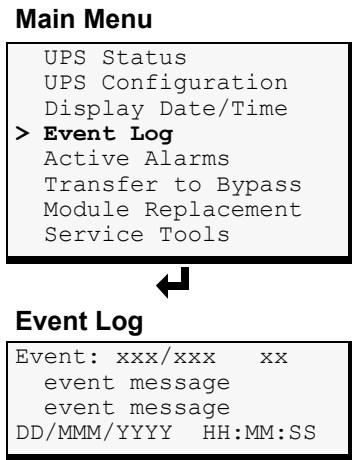 Main Menu
UPS Status
UPS Configuration
Display Date/Time
> Event Log
Active Alarms
Transfer to Bypass
Module Replacement
Service Tools
Event Log
Event: xxx/xxx xx
event message
event message
DD/MMM/YYYY HH:MM:SS